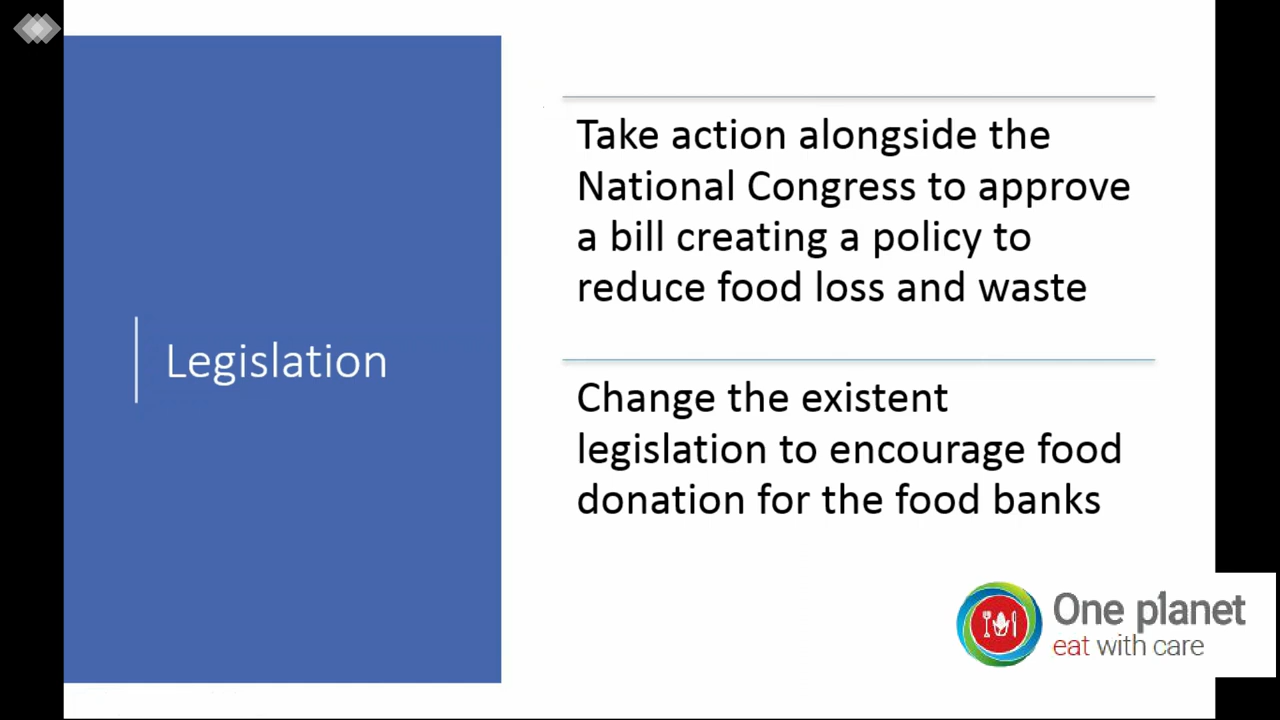 Legislation
Take action alongside the
National Congress to approve
a bill creating a policy to
reduce food loss and waste
Change the existent
legislation to encourage food
donation for the food banks
One planet
eat with care